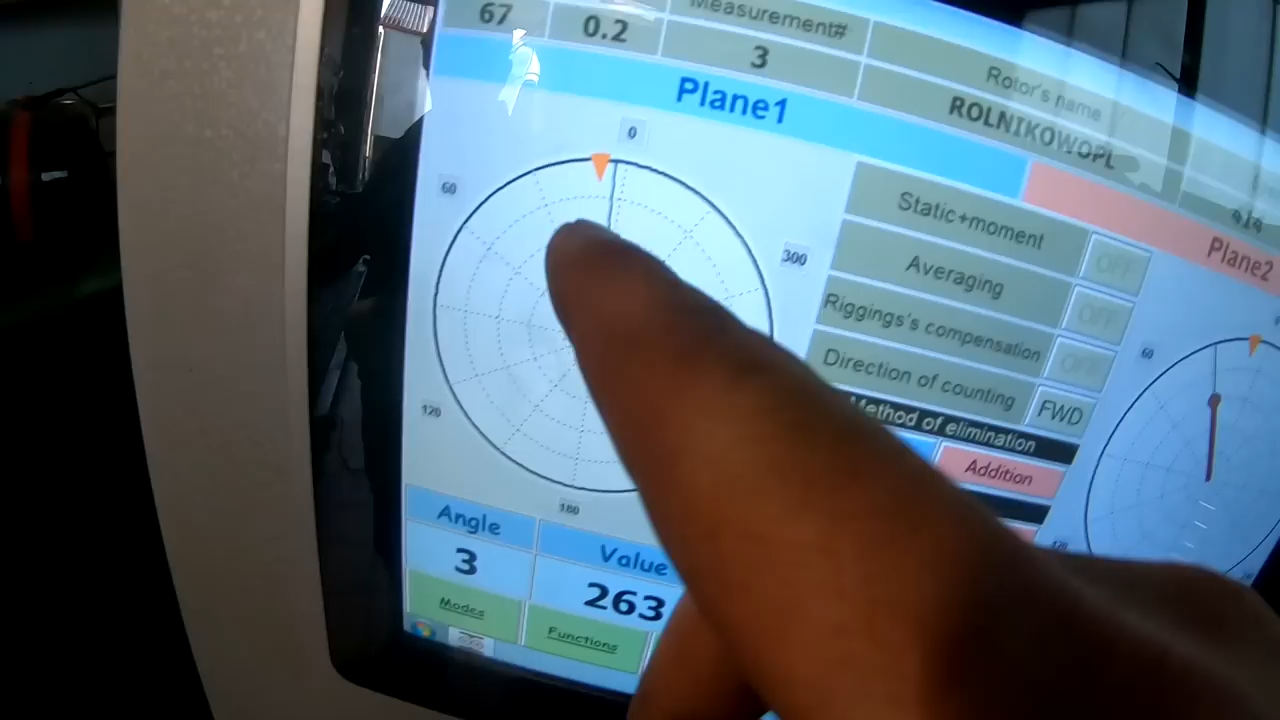 67
0.2
Measurement#
3
Rotor's name
ROLNIKOWOPL
Plane1
Plane2
0
60
300
120
180
Static+moment
OFF
Averaging
OFF
Riggings's compensation
OFF
Direction of counting
FWD
Method of elimination
Addition
60
120
Angle
Value
3
263
Modes
Functions